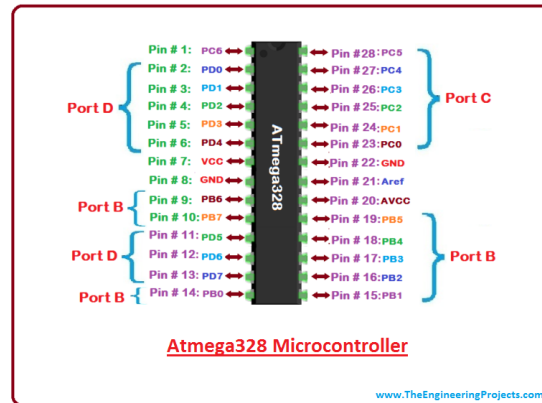 Pin # 1: PC6
Pin # 2: PD0
Pin # 3: PD1
Pin # 4: PD2
Pin # 5: PD3
Pin # 6: PD4
Port D
Pin # 7: VCC
Pin # 8: GND
Pin # 9: PB6
Pin # 10: PB7
Port B
Pin # 11: PD5
Pin # 12: PD6
Pin # 13: PD7
Port D
Pin # 14: PB0
Port B
ATmega328
Pin #28: PC5
Pin #27: PC4
Pin # 26: PC3
Pin # 25: PC2
Pin # 24: PC1
Pin # 23: PC0
Port C
Pin # 22: GND
Pin # 21: Aref
Pin # 20: AVCC
Pin # 19: PB5
Pin # 18: PB4
Pin # 17: PB3
Pin # 16: PB2
Pin # 15: PB1
Port B
Atmega328 Microcontroller
www.TheEngineeringProjects.com